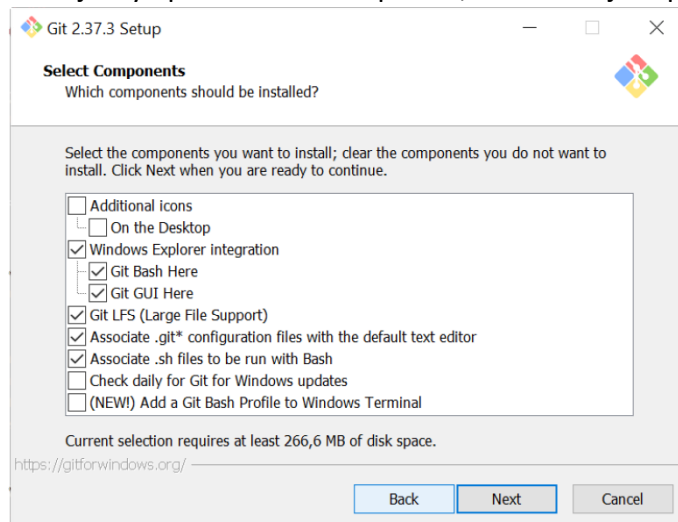 Git 2.37.3 Setup
Select Components
Which components should be installed?
Select the components you want to install; clear the components you do not want to
install. Click Next when you are ready to continue.
Additional icons
On the Desktop
Windows Explorer integration
Git Bash Here
Git GUI Here
Git LFS (Large File Support)
Associate .git* configuration files with the default text editor
Associate .sh files to be run with Bash
Check daily for Git for Windows updates
(NEW!) Add a Git Bash Profile to Windows Terminal
Current selection requires at least 266,6 MB of disk space.
https://gitforwindows.org/
Back Next Cancel